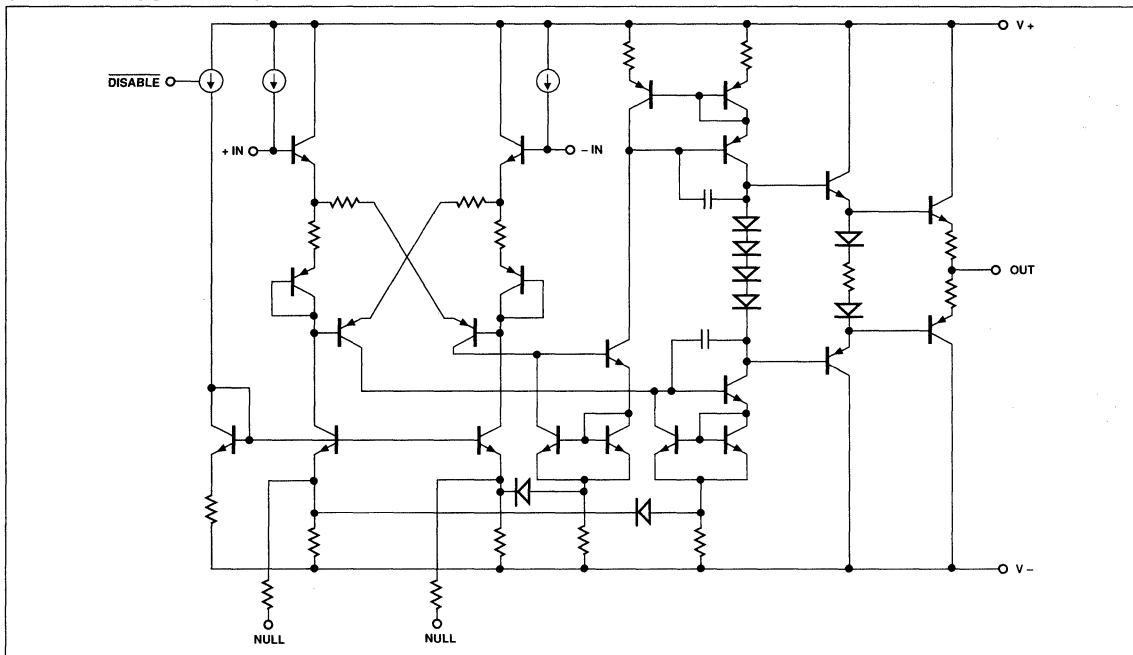 V+
DISABLE
+ IN
- IN
OUT
V-
NULL
NULL